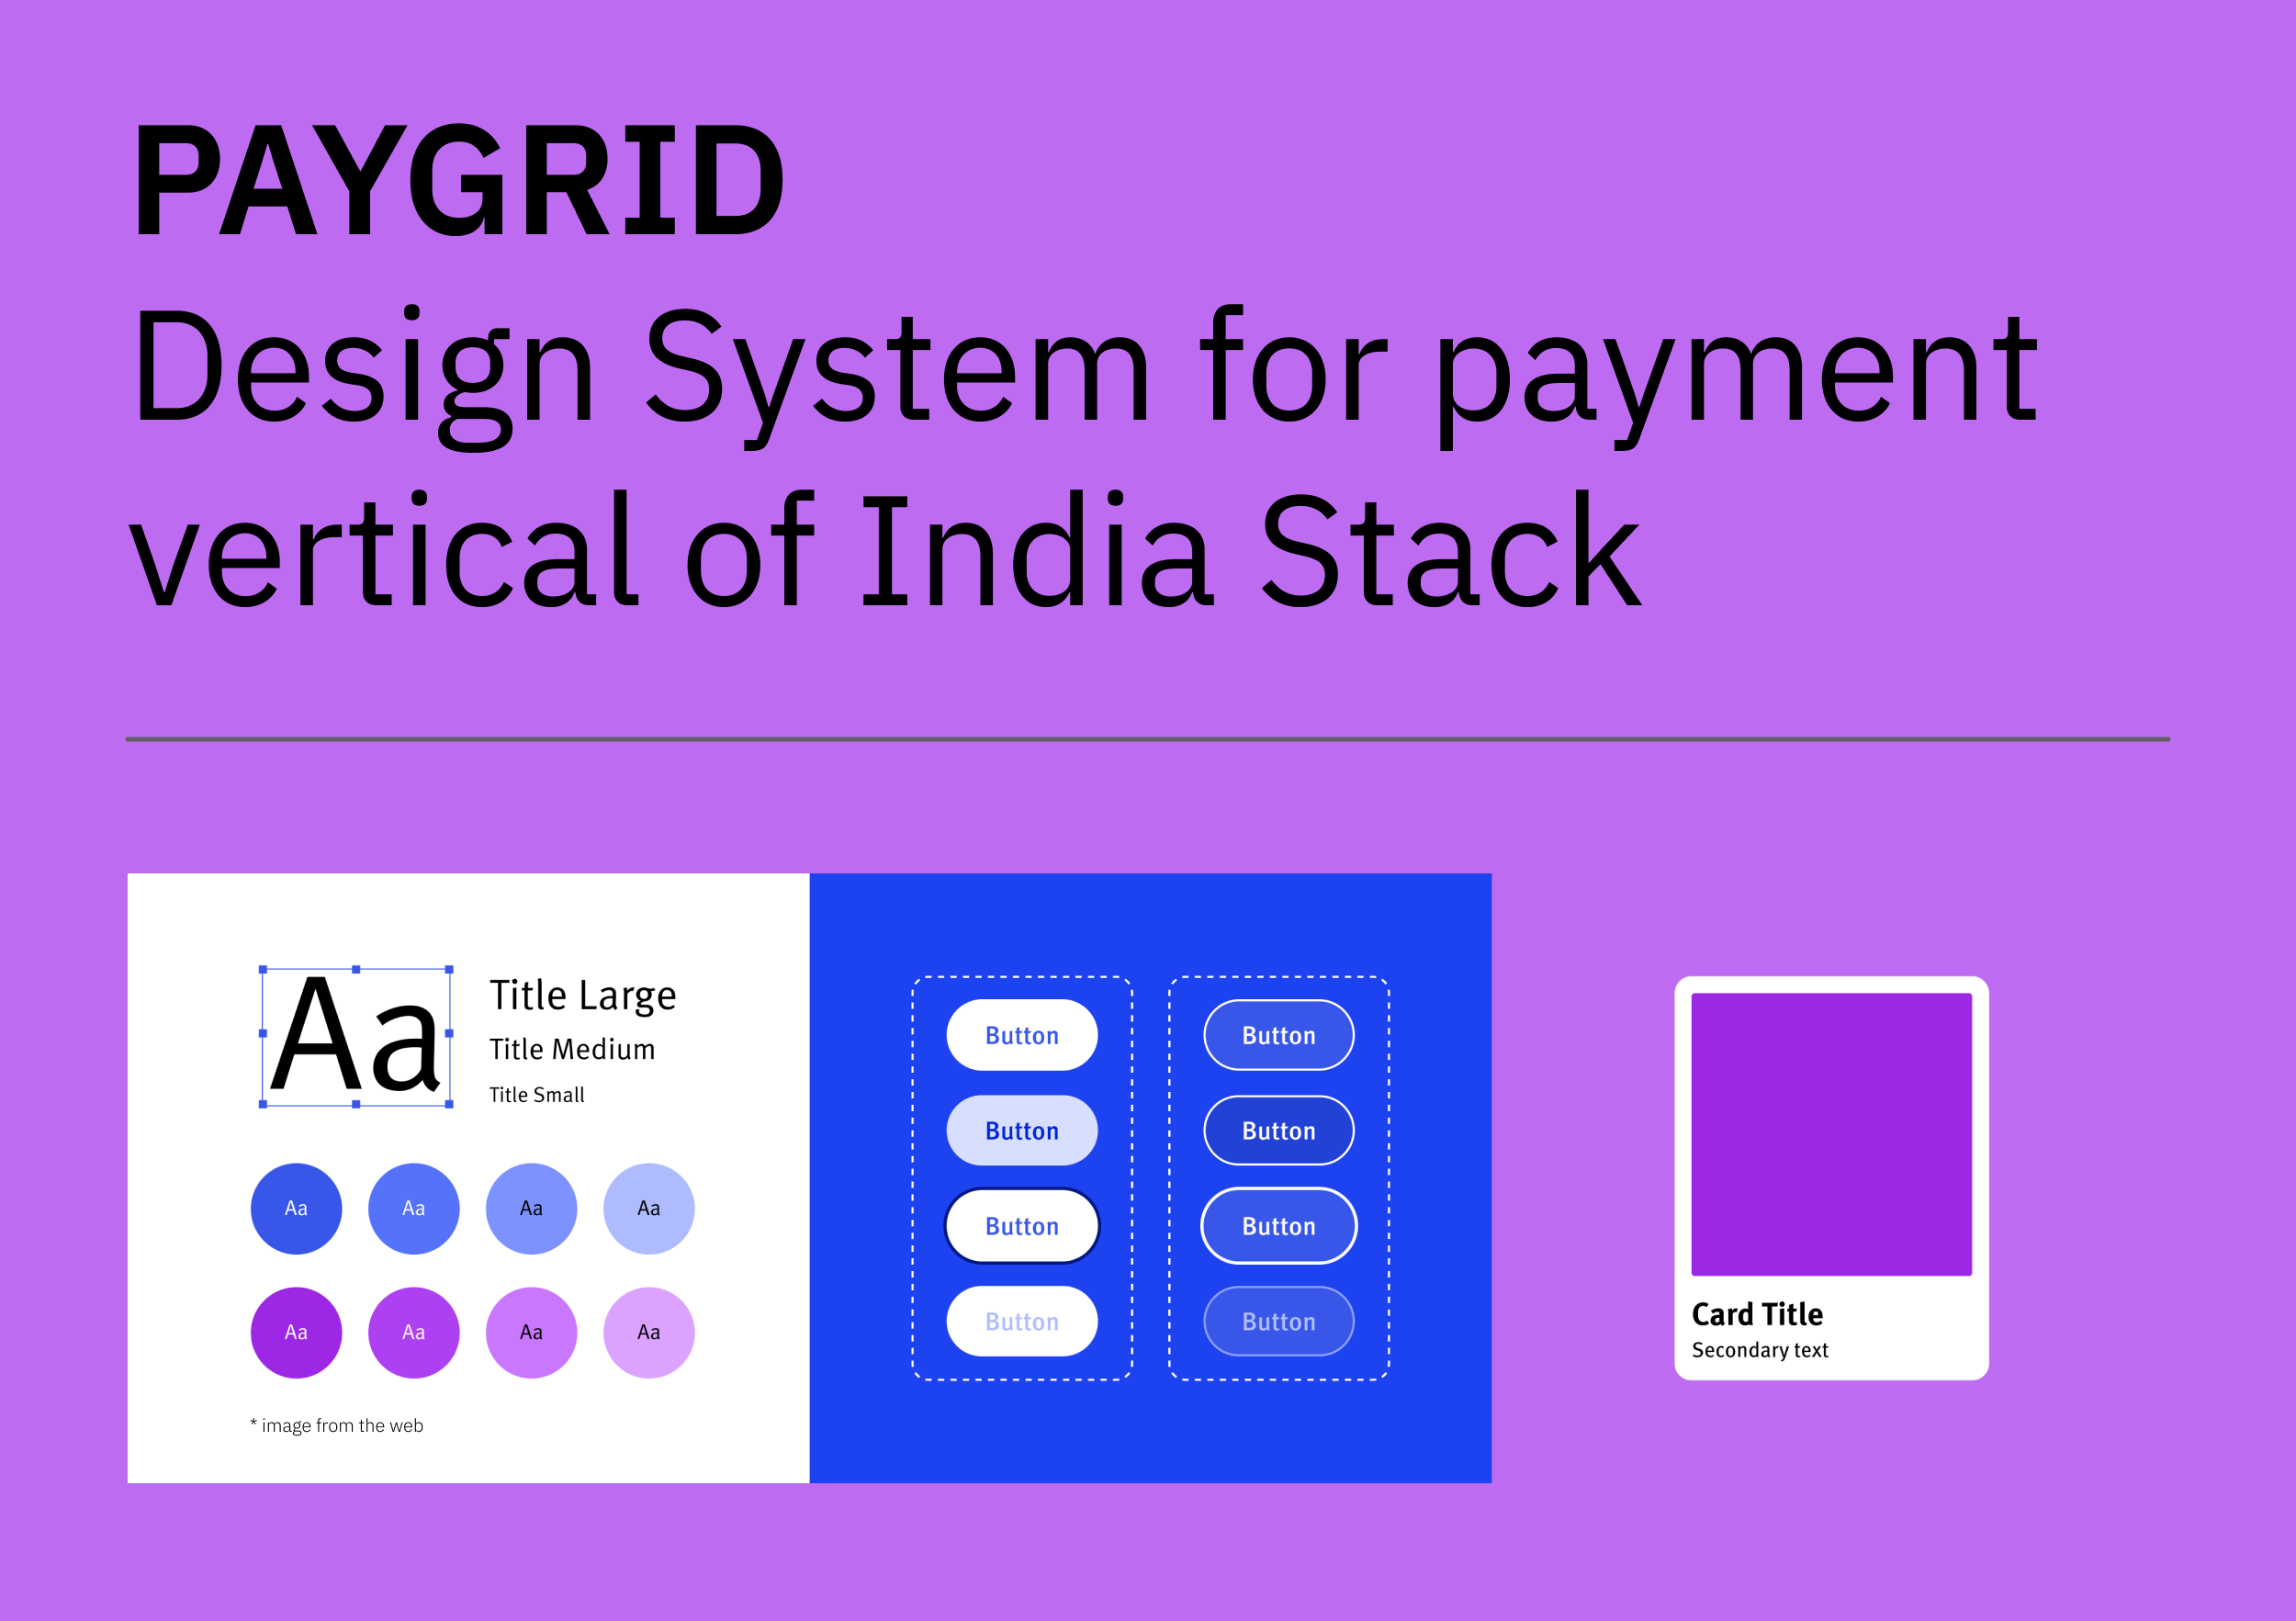 PAYGRID
Design System for payment
vertical of India Stack
Aa
Title Large
Title Medium
Title Small
Aa Aa Aa Aa
Aa Aa Aa Aa
* image from the web
Button Button
Button Button
Button Button
Button Button
Card Title
Secondary text